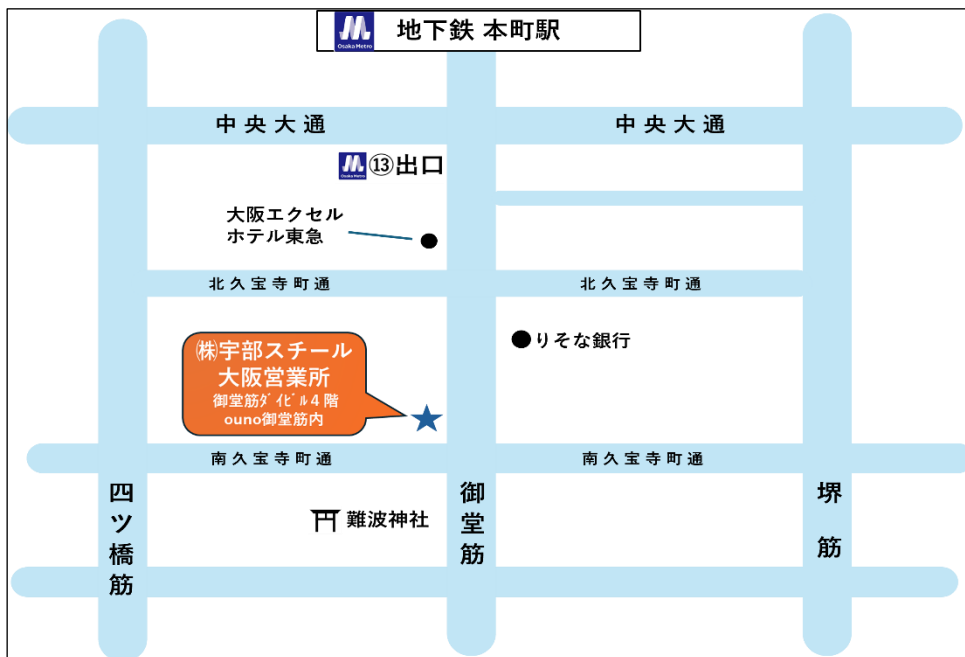 Osaka Metro
地下鉄 本町駅
中央大通
中央大通
⑬出口
大阪エクセル
ホテル東急
北久宝寺町通
北久宝寺町通
りそな銀行
㈱宇部スチール
大阪営業所
御堂筋ダイビル4階
ouno御堂筋内
南久宝寺町通
南久宝寺町通
四ツ橋筋
御堂筋
堺筋
難波神社